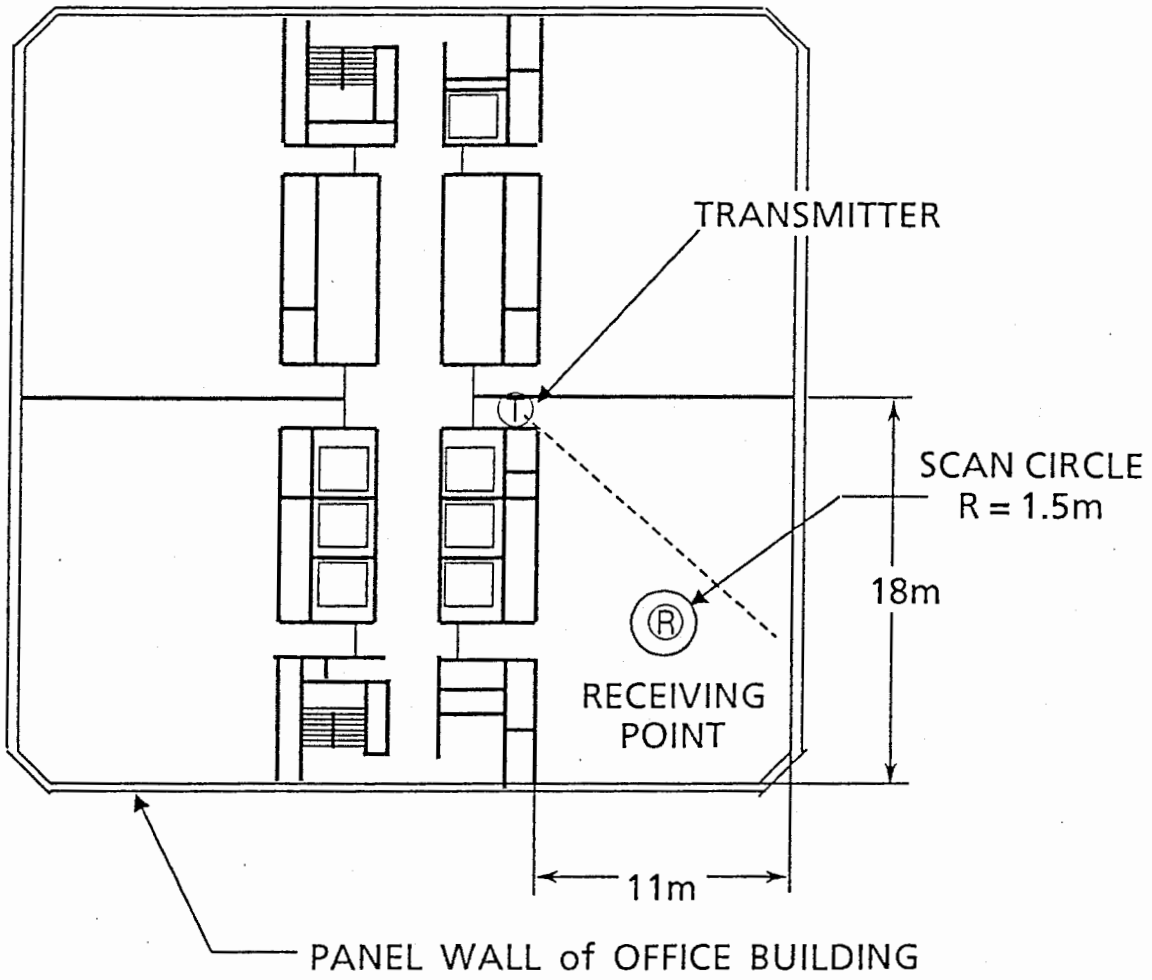 TRANSMITTER
T
SCAN CIRCLE
R = 1.5m
18m
R
RECEIVING
POINT
11m
PANEL WALL of OFFICE BUILDING